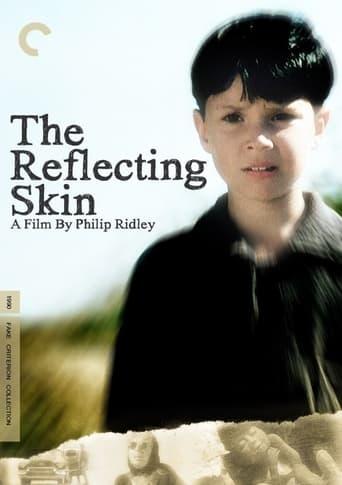 The
Reflecting
Skin
A Film By Philip Ridley
1990 FAKE CRITERION COLLECTION